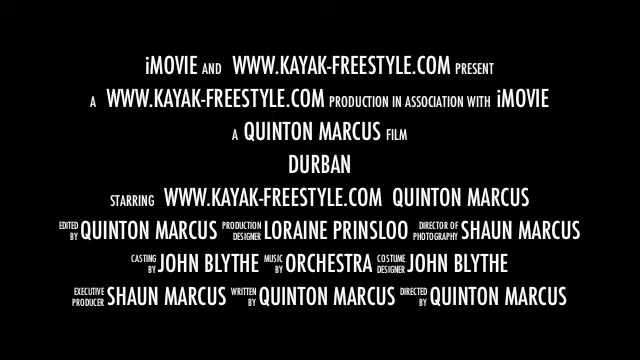 iMOVIE AND WWW.KAYAK-FREESTYLE.COM PRESENT
A WWW.KAYAK-FREESTYLE.COM PRODUCTION IN ASSOCIATION WITH iMOVIE
A QUINTON MARCUS FILM
DURBAN
STARRING WWW.KAYAK-FREESTYLE.COM QUINTON MARCUS
EDITED BY QUINTON MARCUS PRODUCTION DESIGNER LORAINE PRINSLOO DIRECTOR OF PHOTOGRAPHY SHAUN MARCUS
CASTING BY JOHN BLYTHE MUSIC BY ORCHESTRA COSTUME DESIGNER JOHN BLYTHE
EXECUTIVE PRODUCER SHAUN MARCUS WRITTEN BY QUINTON MARCUS DIRECTED BY QUINTON MARCUS